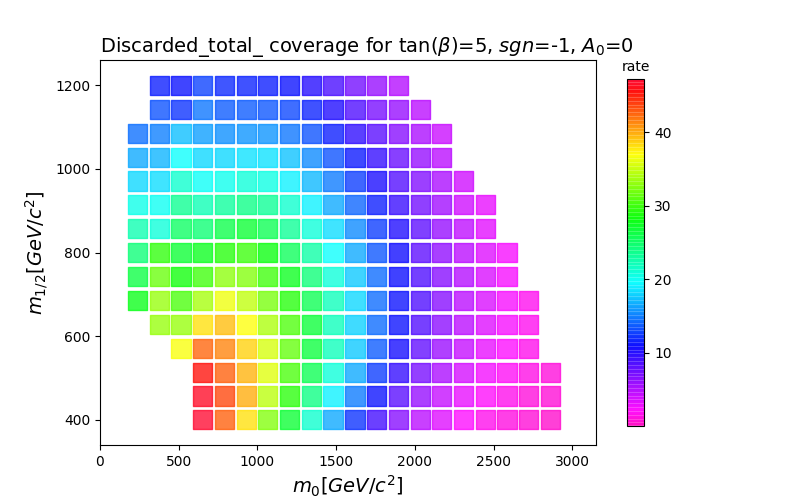 Discarded_total_ coverage for tan(β)=5, sgn=-1, A₀=0
rate
1200
1000
800
600
400
m₁/₂[GeV/c²]
40
30
20
10
0 500 1000 1500 2000 2500 3000
m₀[GeV/c²]